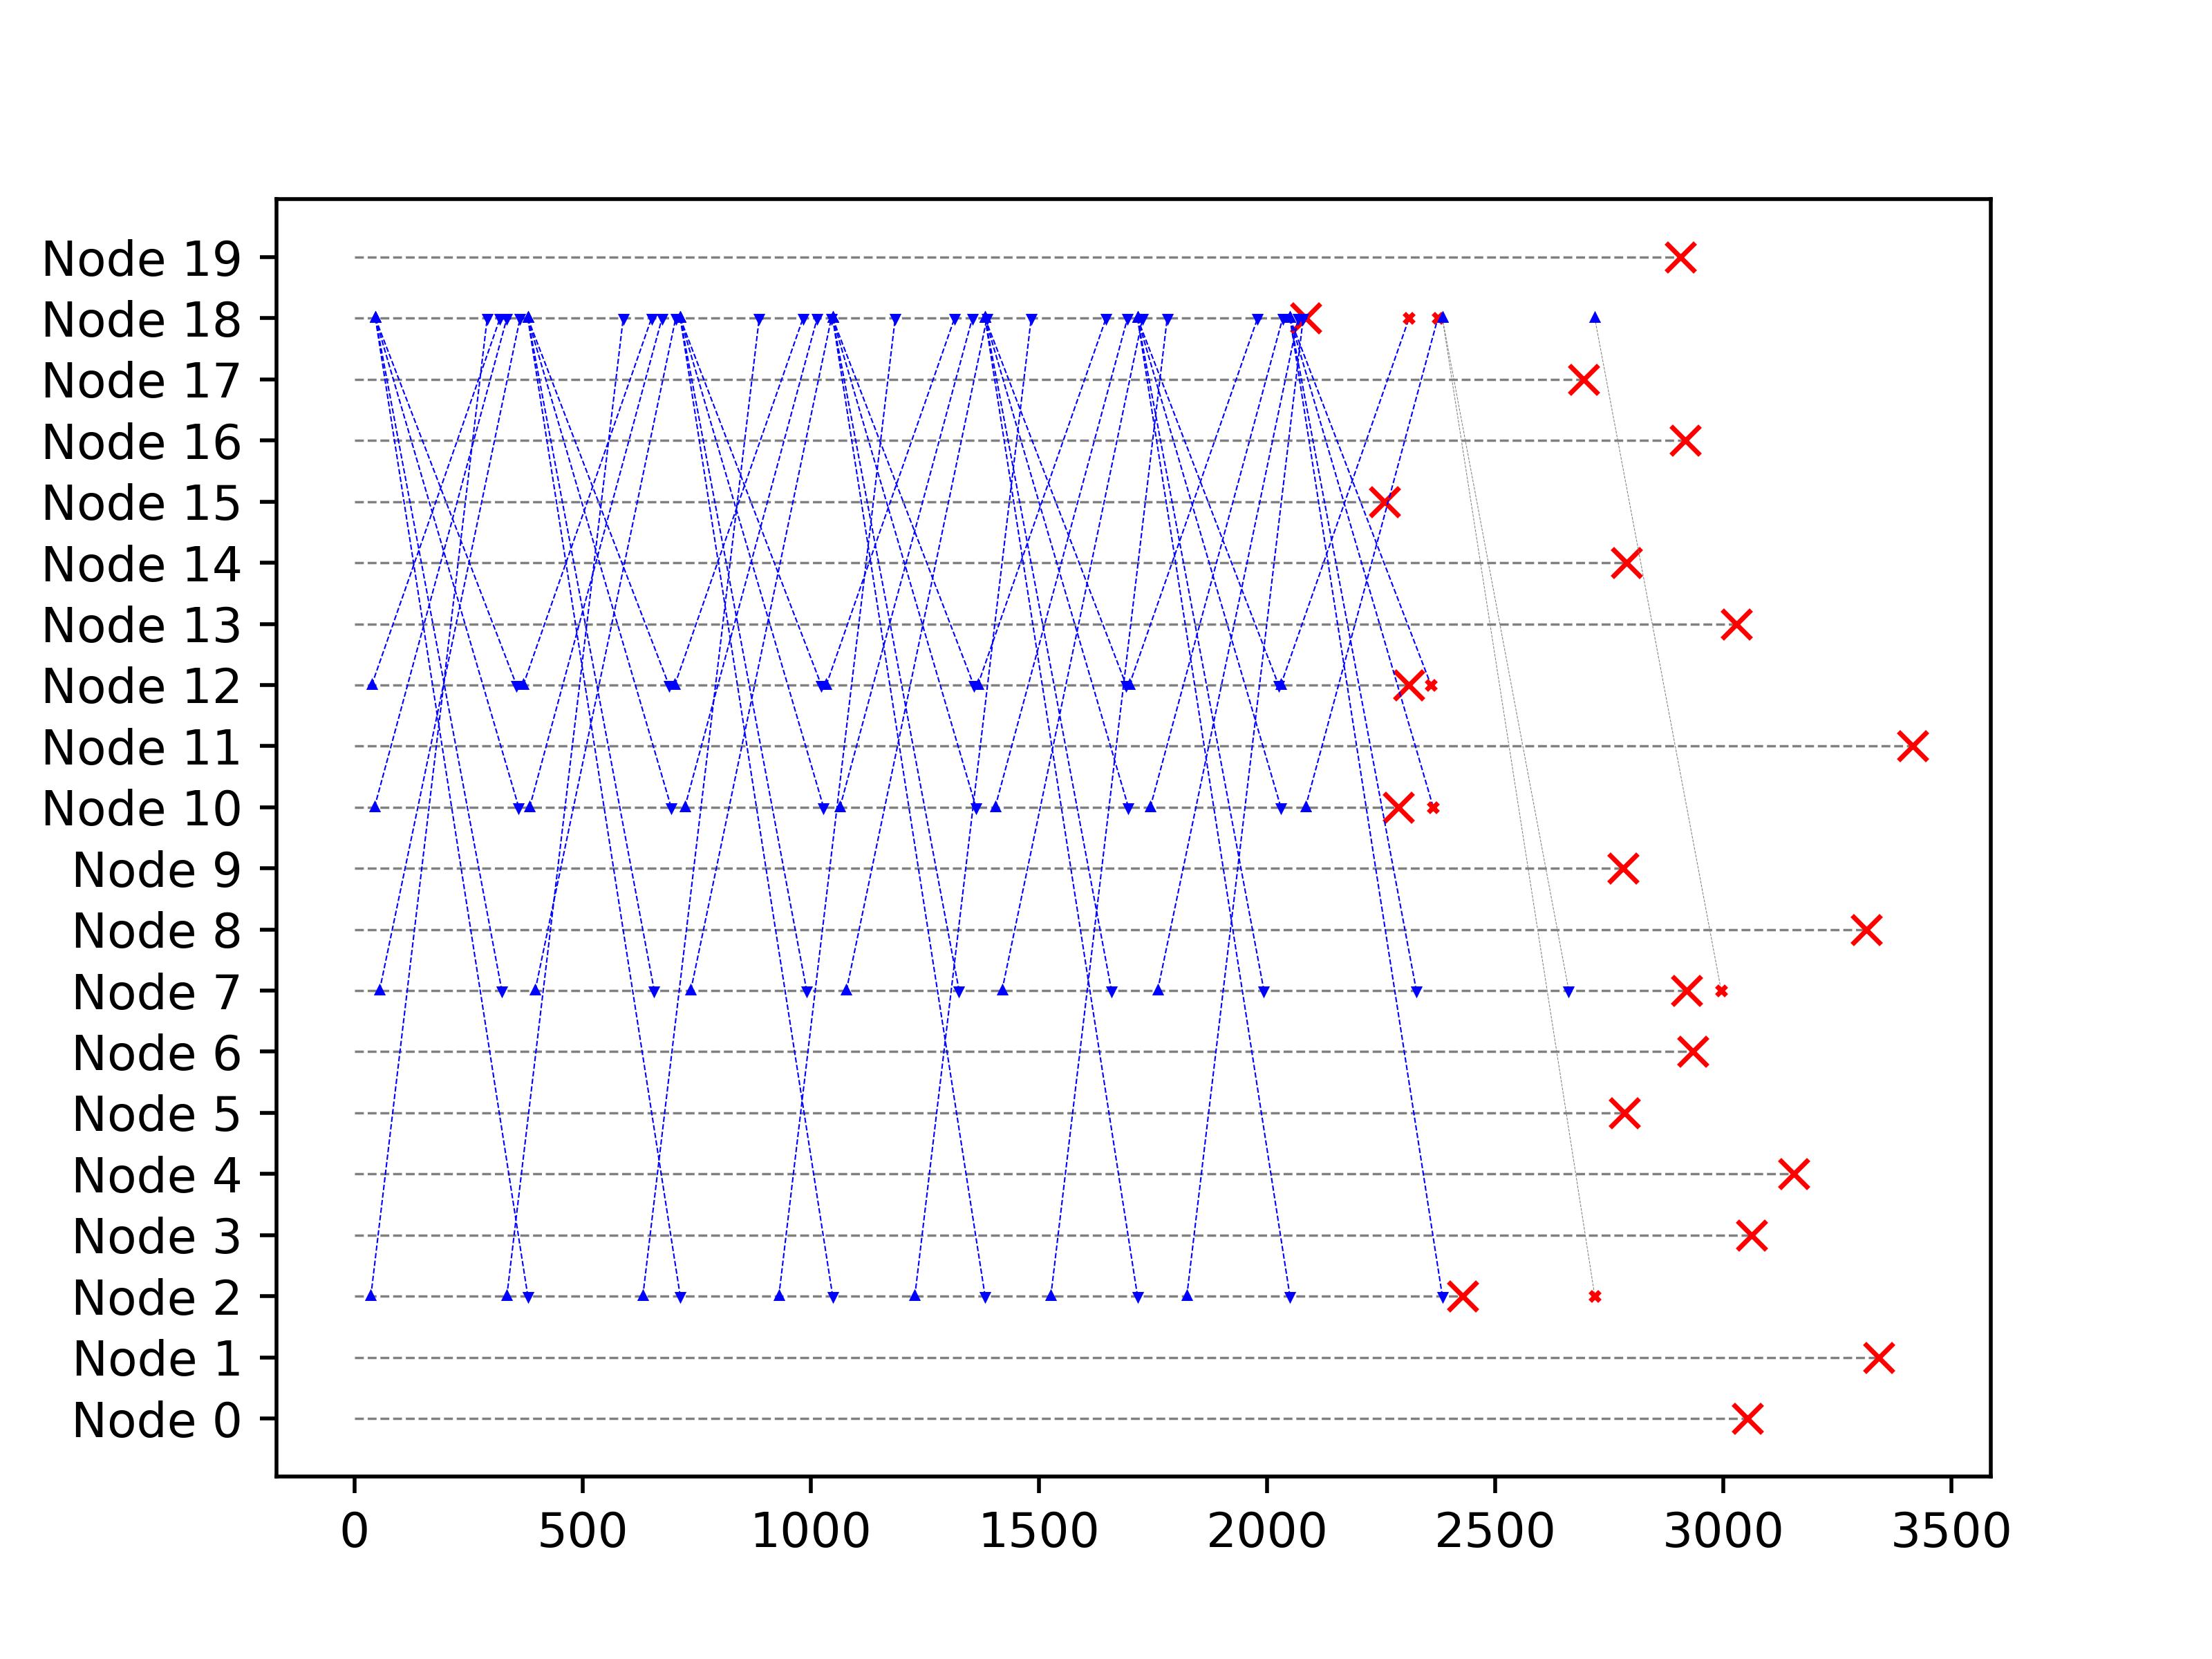 Node 19
Node 18
Node 17
Node 16
Node 15
Node 14
Node 13
Node 12
Node 11
Node 10
Node 9
Node 8
Node 7
Node 6
Node 5
Node 4
Node 3
Node 2
Node 1
Node 0
0 500 1000 1500 2000 2500 3000 3500